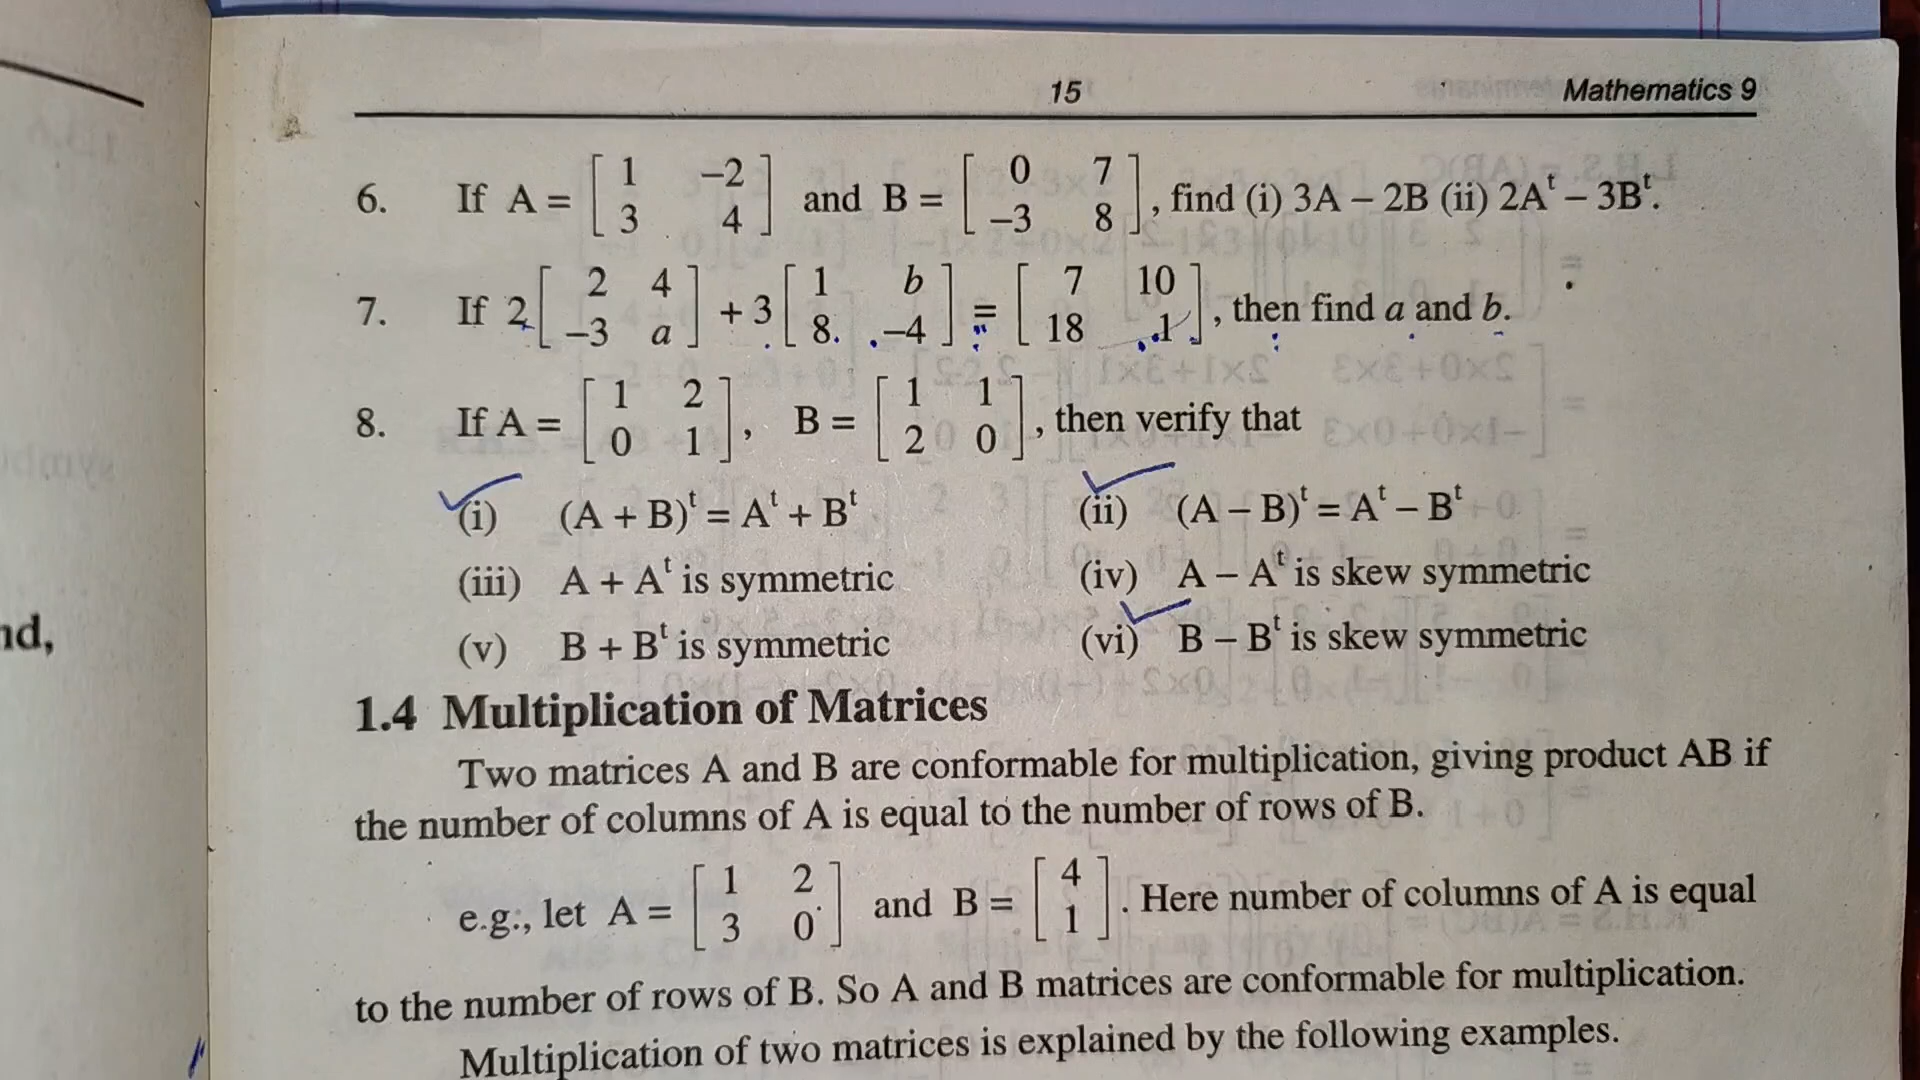 15 Mathematics 9
6. If A = [ 1 -2 ; 3 4 ] and B = [ 0 7 ; -3 8 ], find (i) 3A – 2B (ii) 2Aᵗ – 3Bᵗ.
7. If 2 [ 2 4 ; -3 a ] + 3 [ 1 b ; 8 -4 ] = [ 7 10 ; 18 1 ], then find a and b.
8. If A = [ 1 2 ; 0 1 ], B = [ 1 1 ; 2 0 ], then verify that
(i) (A + B)ᵗ = Aᵗ + Bᵗ (ii) (A – B)ᵗ = Aᵗ – Bᵗ
(iii) A + Aᵗ is symmetric (iv) A – Aᵗ is skew symmetric
(v) B + Bᵗ is symmetric (vi) B – Bᵗ is skew symmetric
1.4 Multiplication of Matrices
Two matrices A and B are conformable for multiplication, giving product AB if
the number of columns of A is equal to the number of rows of B.
e.g., let A = [ 1 2 ; 3 0 ] and B = [ 4 ; 1 ]. Here number of columns of A is equal
to the number of rows of B. So A and B matrices are conformable for multiplication.
Multiplication of two matrices is explained by the following examples.